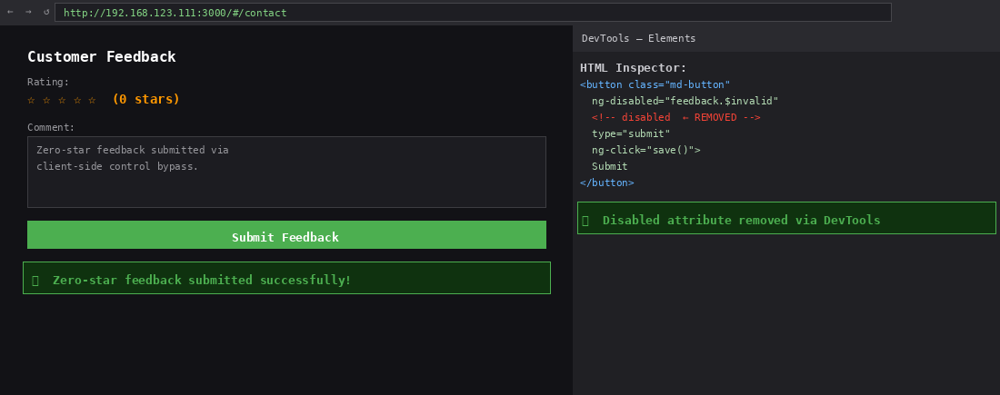 http://192.168.123.111:3000/#/contact
Customer Feedback
Rating:
☆ ☆ ☆ ☆ ☆ (0 stars)
Comment:
Zero-star feedback submitted via
client-side control bypass.
Submit Feedback
Zero-star feedback submitted successfully!
DevTools — Elements
HTML Inspector:
<button class="md-button"
ng-disabled="feedback.$invalid"
<!-- disabled ← REMOVED -->
type="submit"
ng-click="save()">
Submit
</button>
Disabled attribute removed via DevTools